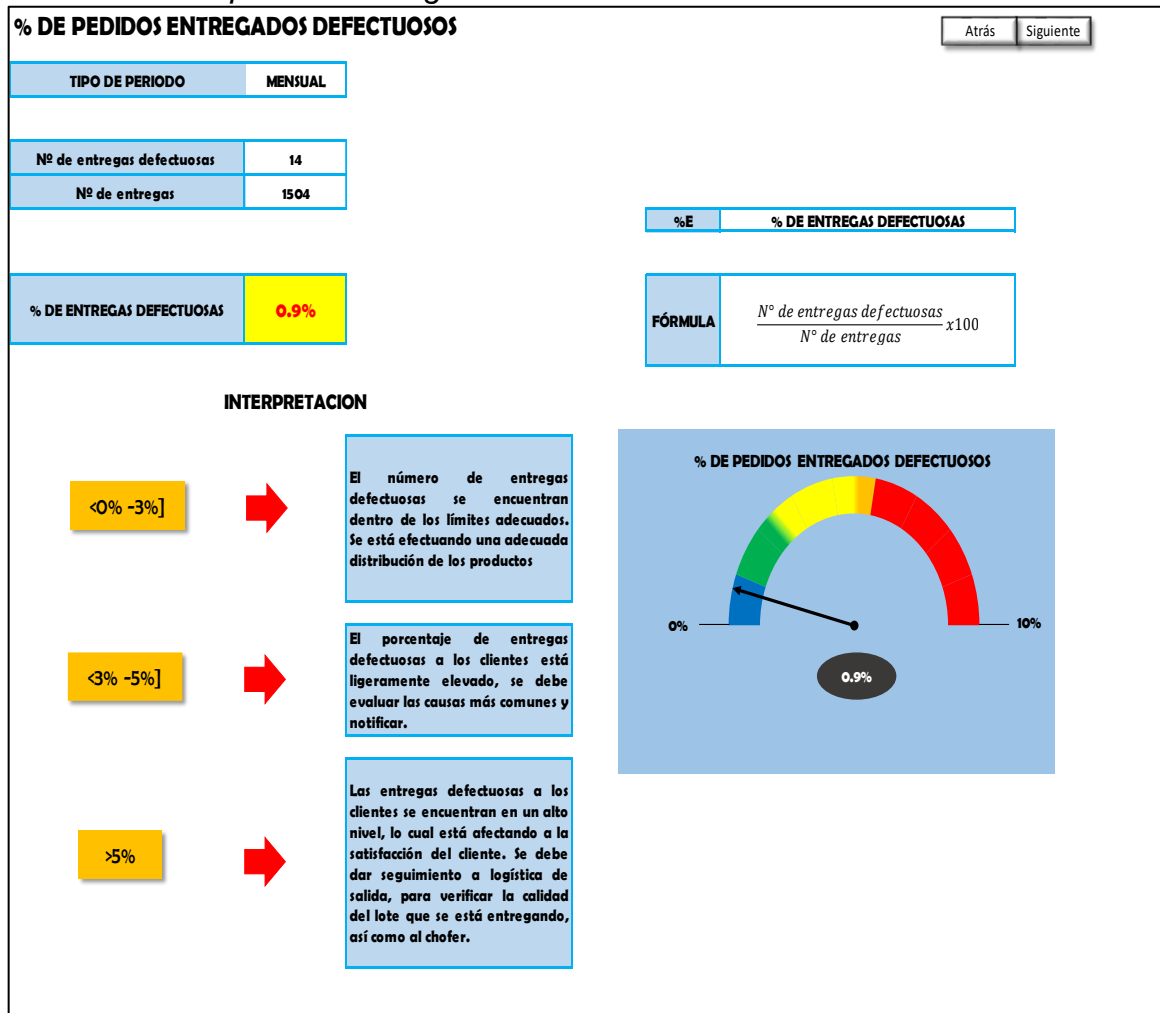 % DE PEDIDOS ENTREGADOS DEFECTUOSOS
Atrás
Siguiente
TIPO DE PERIODO
MENSUAL
Nº de entregas defectuosas
14
Nº de entregas
1504
%E
% DE ENTREGAS DEFECTUOSAS
% DE ENTREGAS DEFECTUOSAS
0.9%
FÓRMULA
N° de entregas defectuosas
N° de entregas
x100
INTERPRETACION
<0% -3%]
El número de entregas
defectuosas se encuentran
dentro de los límites adecuados.
Se está efectuando una adecuada
distribución de los productos
<3% -5%]
El porcentaje de entregas
defectuosas a los clientes está
ligeramente elevado, se debe
evaluar las causas más comunes y
notificar.
>5%
Las entregas defectuosas a los
clientes se encuentran en un alto
nivel, lo cual está afectando a la
satisfacción del cliente. Se debe
dar seguimiento a logística de
salida, para verificar la calidad
del lote que se está entregando,
así como al chofer.
% DE PEDIDOS ENTREGADOS DEFECTUOSOS
0%
10%
0.9%